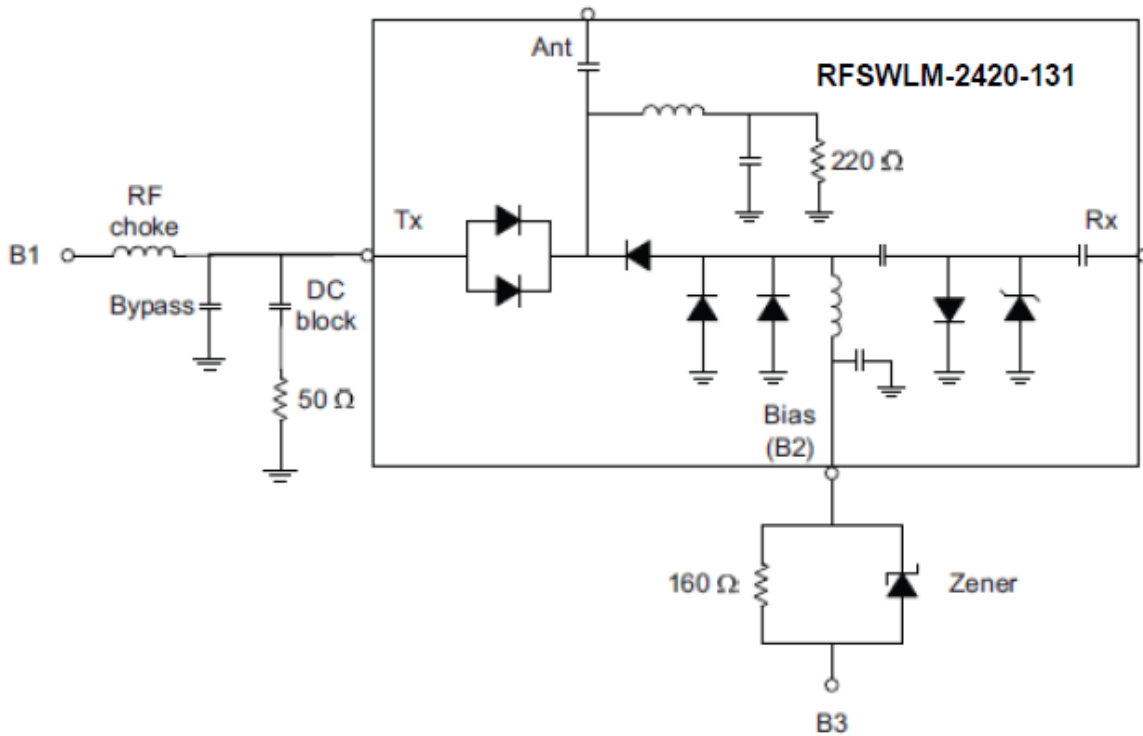 Ant
RFSWLM-2420-131
220 Ω
RF
choke
Tx
Rx
B1
Bypass
DC
block
50 Ω
Bias
(B2)
160 Ω
Zener
B3